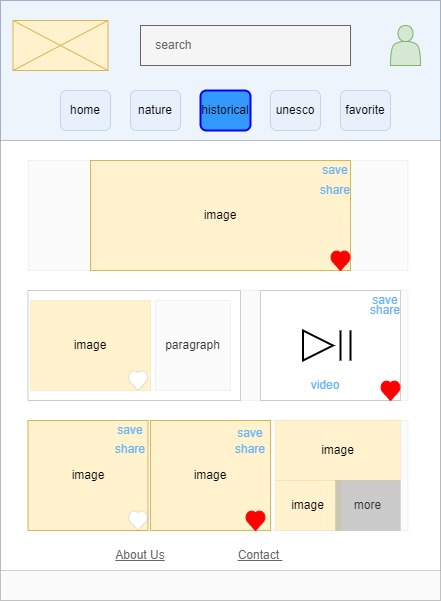 search
home
nature
historical
unesco
favorite
save
share
image
image
paragraph
save
share
video
save
share
image
save
share
image
image
image
more
About Us
Contact